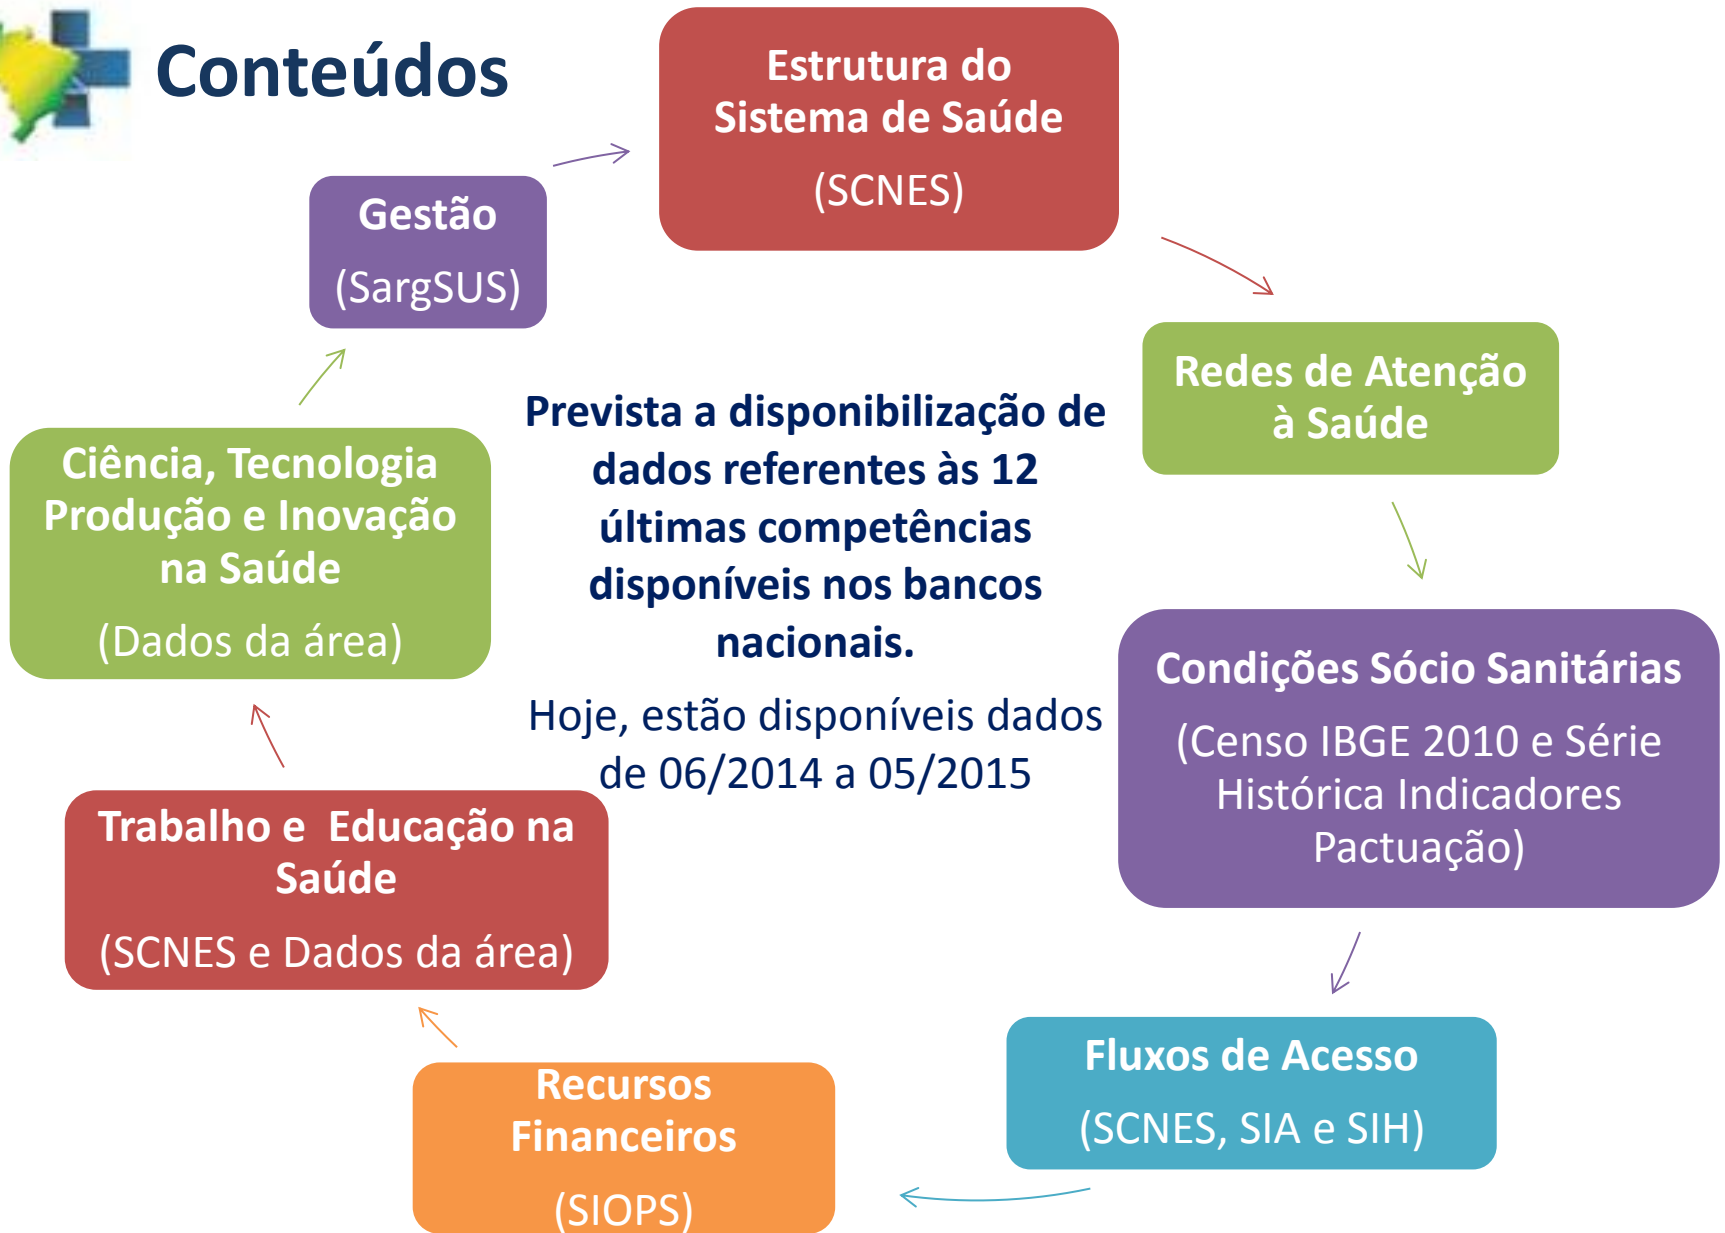 Conteúdos
Estrutura do
Sistema de Saúde
(SCNES)
Redes de Atenção
à Saúde
Condições Sócio Sanitárias
(Censo IBGE 2010 e Série
Histórica Indicadores
Pactuação)
Fluxos de Acesso
(SCNES, SIA e SIH)
Recursos
Financeiros
(SIOPS)
Trabalho e  Educação na
Saúde
(SCNES e Dados da área)
Ciência, Tecnologia
Produção e Inovação
na Saúde
(Dados da área)
Gestão
(SargSUS)
Prevista a disponibilização de
dados referentes às 12
últimas competências
disponíveis nos bancos
nacionais.
Hoje, estão disponíveis dados
de 06/2014 a 05/2015